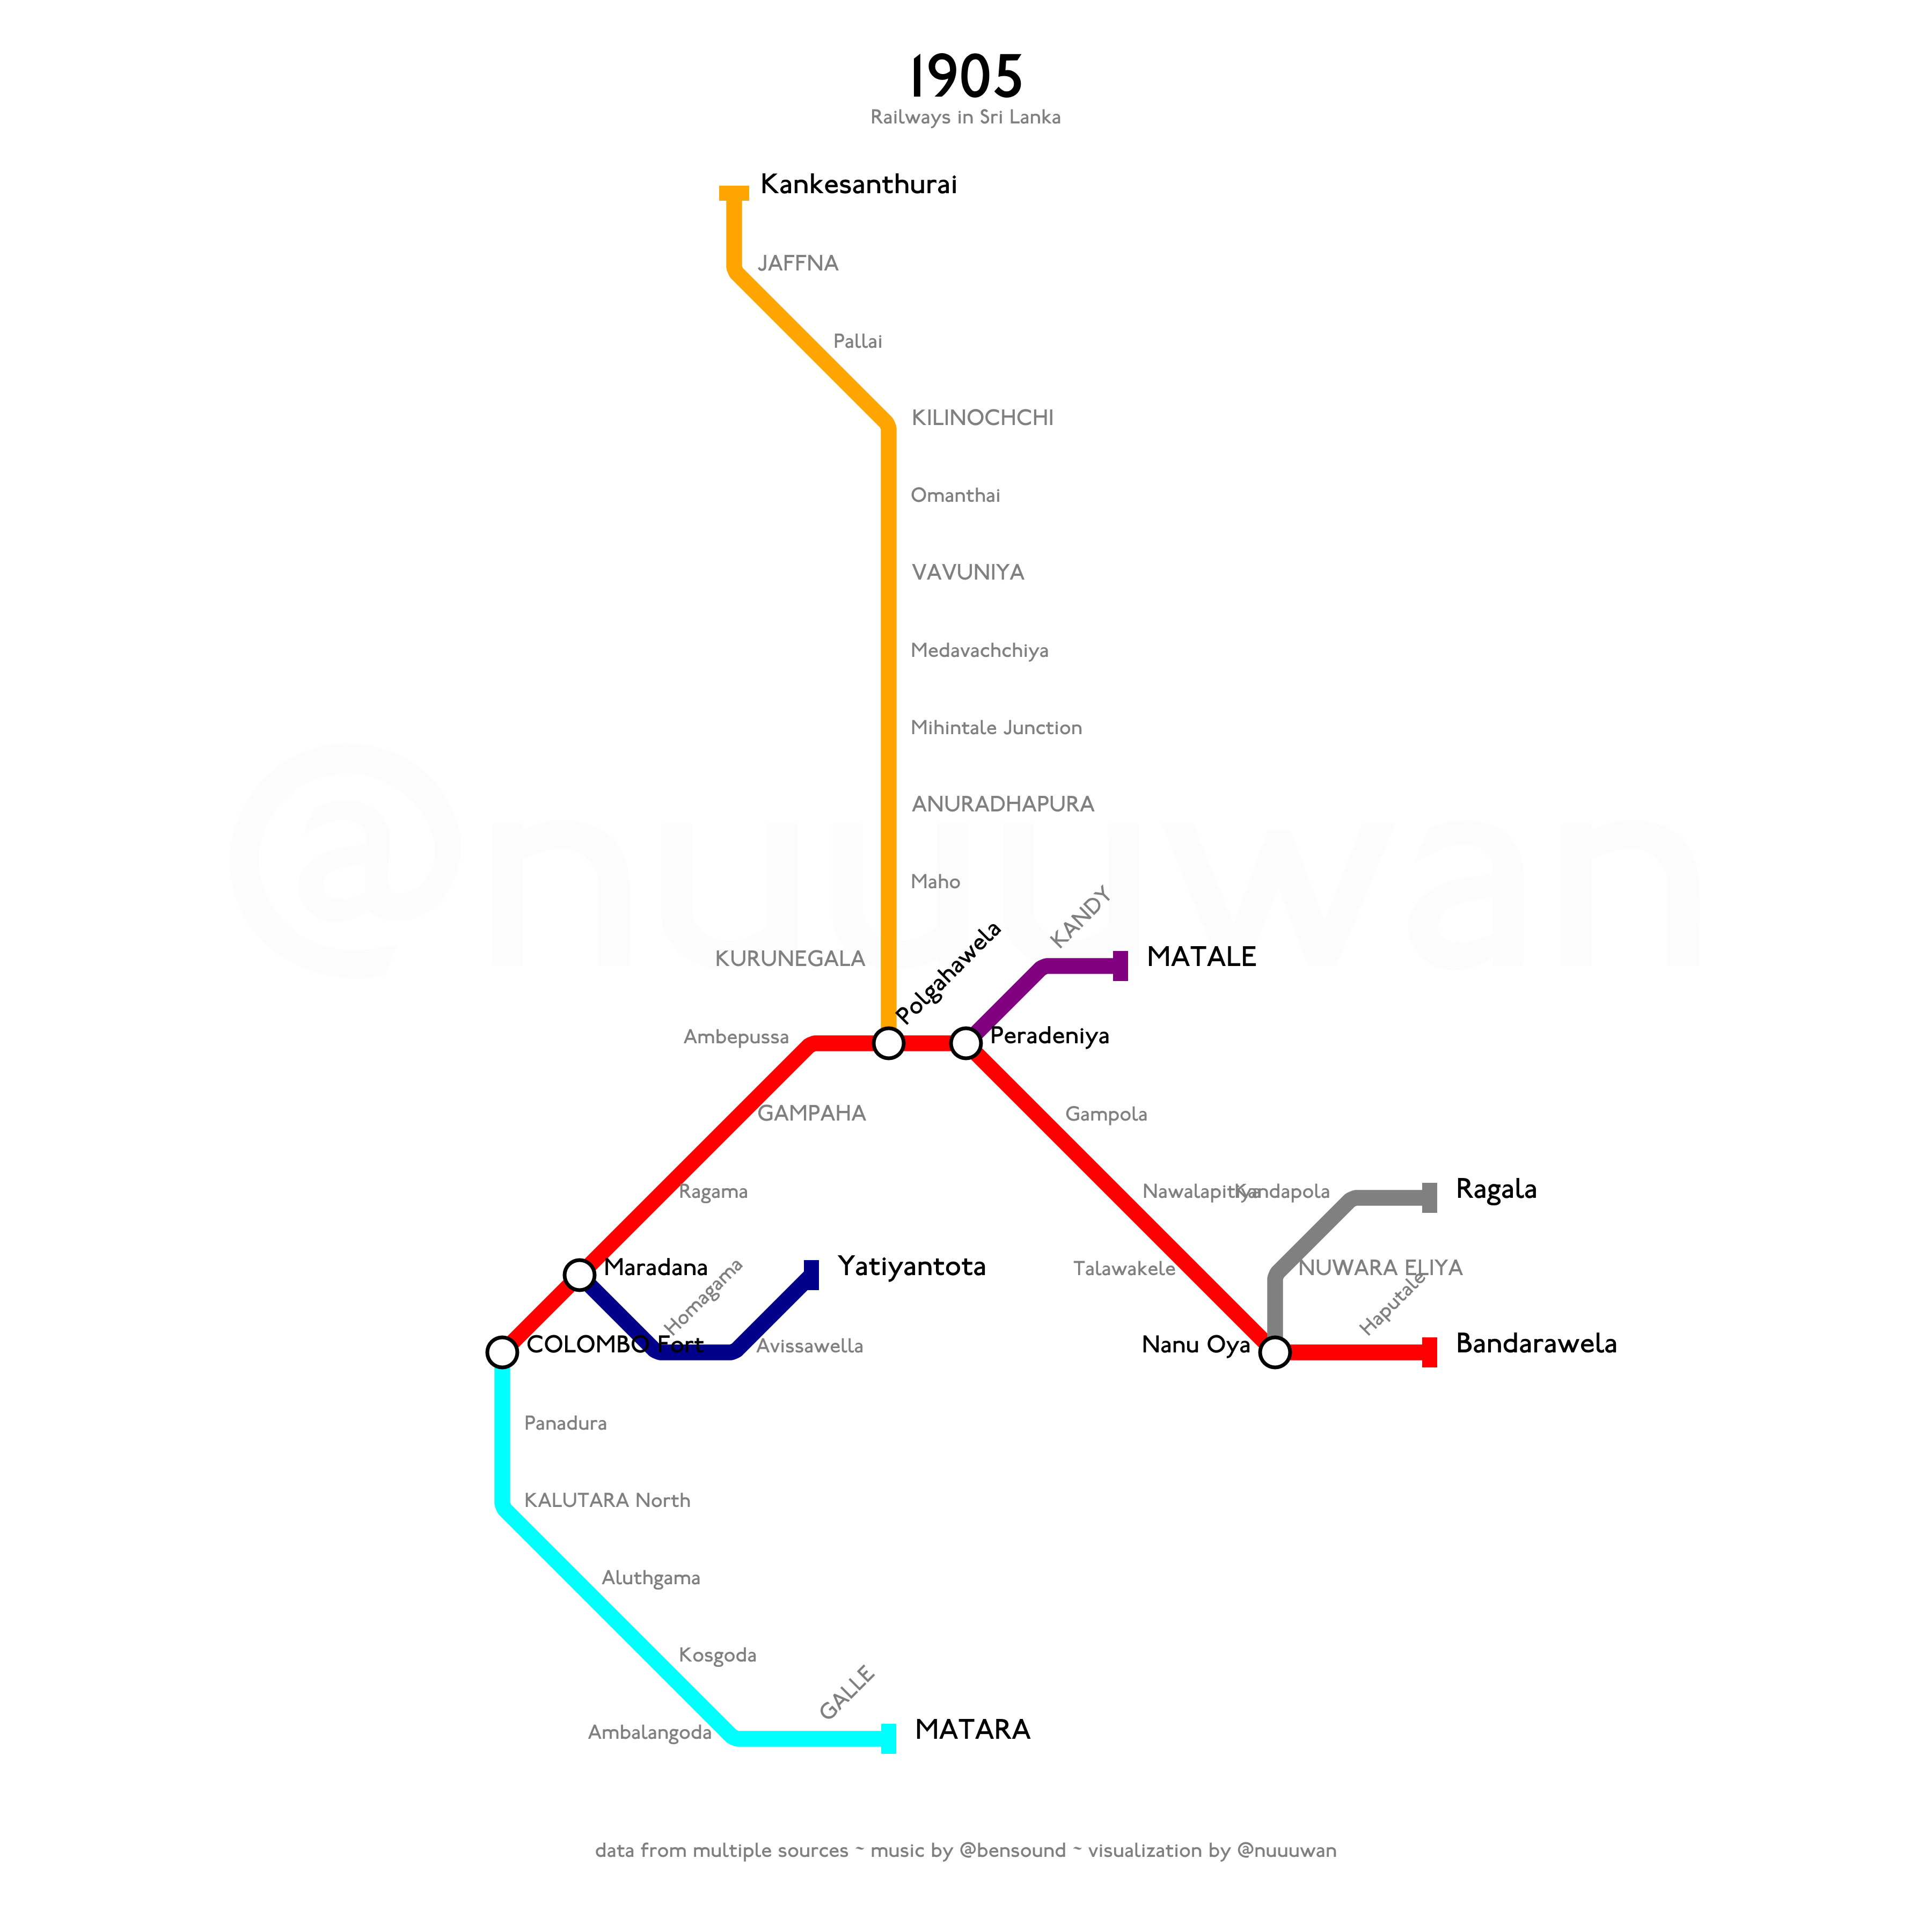 1905
Railways in Sri Lanka
Kankesanthurai
JAFFNA
Pallai
KILINOCHCHI
Omanthai
VAVUNIYA
Medavachchiya
Mihintale Junction
ANURADHAPURA
Maho
KANDY
KURUNEGALA
Polgahawela
MATALE
Ambepussa
Peradeniya
GAMPAHA
Gampola
Ragama
Nawalapitiya
Kandapola
Ragala
Maradana
Homagama
Yatiyantota
Talawakele
NUWARA ELIYA
Haputale
COLOMBO Fort
Avissawella
Nanu Oya
Bandarawela
Panadura
KALUTARA North
Aluthgama
Kosgoda
GALLE
Ambalangoda
MATARA
@nuuuwan
data from multiple sources ~ music by @bensound ~ visualization by @nuuuwan